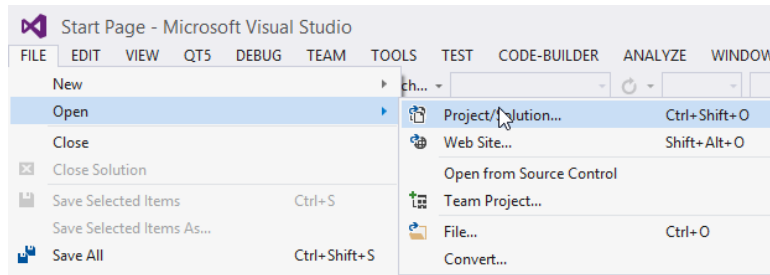 Start Page - Microsoft Visual Studio
FILE EDIT VIEW QT5 DEBUG TEAM TOOLS TEST CODE-BUILDER ANALYZE WINDOW
New
Open
Close
Close Solution
Save Selected Items Ctrl+S
Save Selected Items As...
Save All Ctrl+Shift+S
Project/Solution... Ctrl+Shift+O
Web Site... Shift+Alt+O
Open from Source Control
Team Project...
File... Ctrl+O
Convert...